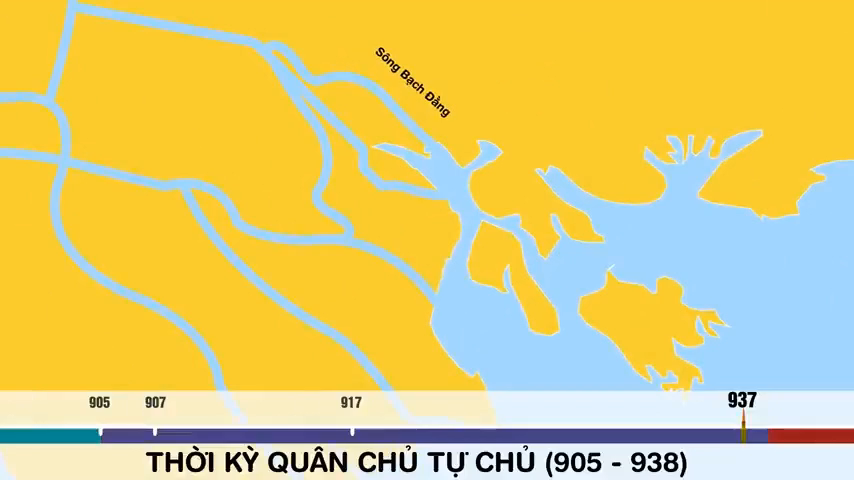 Sông Bạch Đằng
905 907 917 937
THỜI KỲ QUÂN CHỦ TỰ CHỦ (905 - 938)